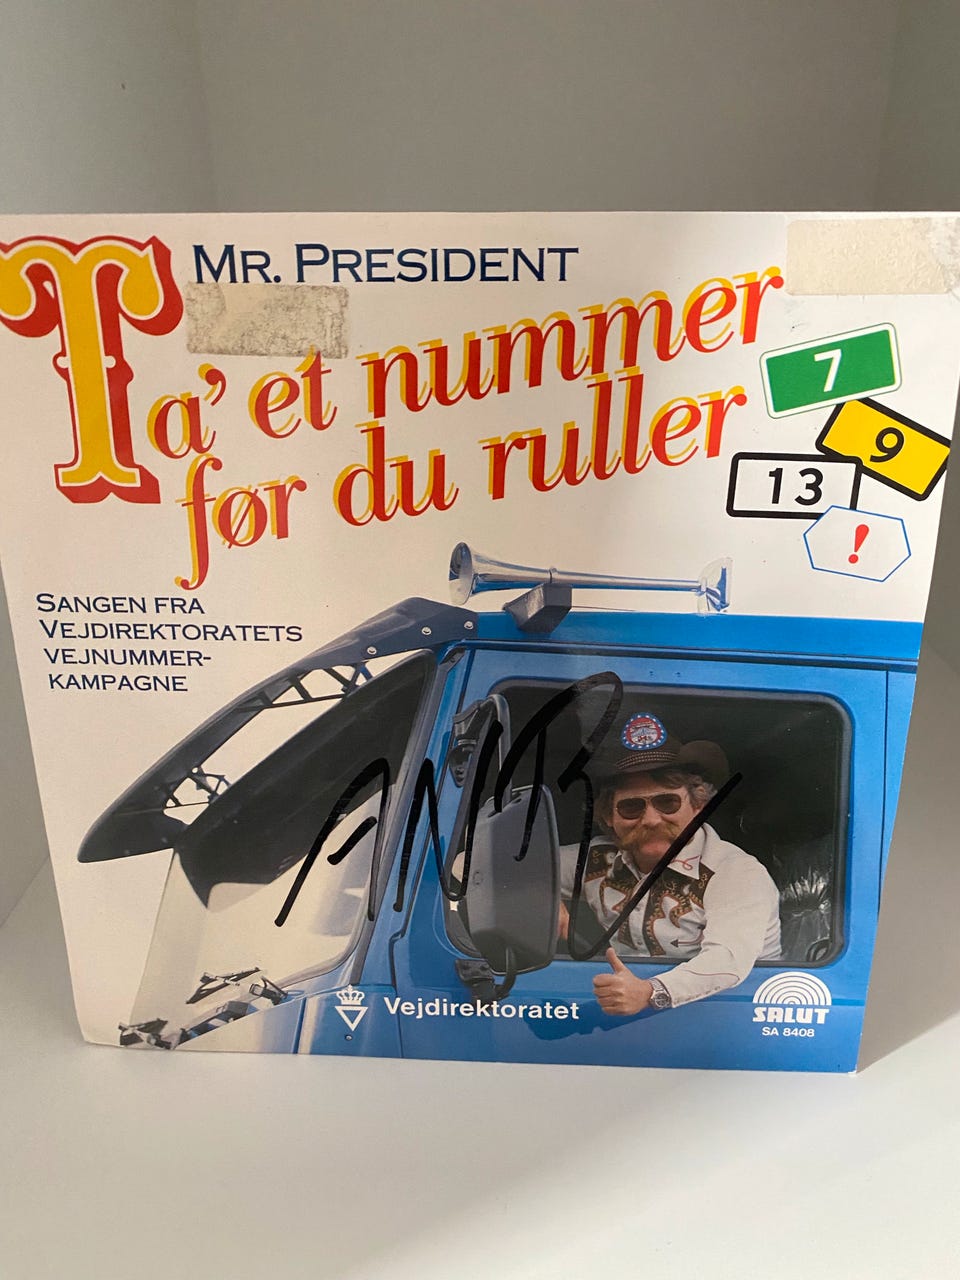 MR. PRESIDENT
Ta' et nummer
før du ruller
7
9
13
!
SANGEN FRA
VEJDIREKTORATETS
VEJNUMMER-
KAMPAGNE
Vejdirektoratet
SALUT
SA 8408